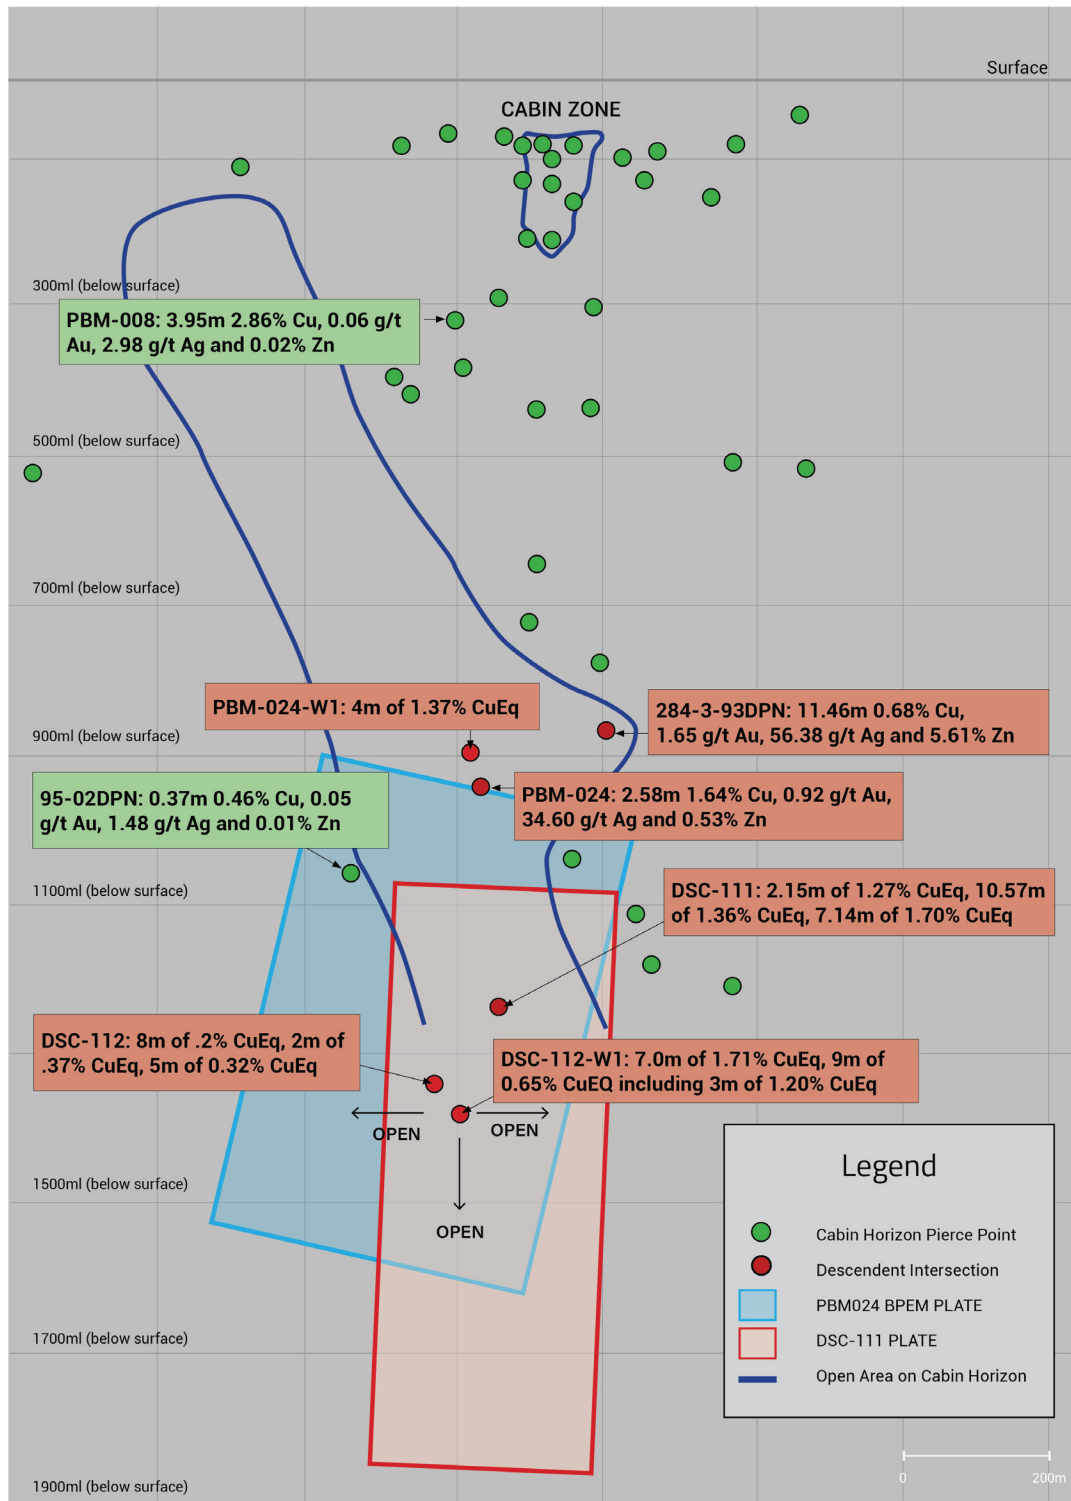 Surface
CABIN ZONE
300ml (below surface)
PBM-008: 3.95m 2.86% Cu, 0.06 g/t
Au, 2.98 g/t Ag and 0.02% Zn
500ml (below surface)
700ml (below surface)
PBM-024-W1: 4m of 1.37% CuEq
284-3-93DPN: 11.46m 0.68% Cu,
1.65 g/t Au, 56.38 g/t Ag and 5.61% Zn
900ml (below surface)
95-02DPN: 0.37m 0.46% Cu, 0.05
g/t Au, 1.48 g/t Ag and 0.01% Zn
PBM-024: 2.58m 1.64% Cu, 0.92 g/t Au,
34.60 g/t Ag and 0.53% Zn
1100ml (below surface)
DSC-111: 2.15m of 1.27% CuEq, 10.57m
of 1.36% CuEq, 7.14m of 1.70% CuEq
DSC-112: 8m of .2% CuEq, 2m of
.37% CuEq, 5m of 0.32% CuEq
DSC-112-W1: 7.0m of 1.71% CuEq, 9m of
0.65% CuEQ including 3m of 1.20% CuEq
OPEN
OPEN
OPEN
1500ml (below surface)
1700ml (below surface)
1900ml (below surface)
Legend
Cabin Horizon Pierce Point
Descendent Intersection
PBM024 BPEM PLATE
DSC-111 PLATE
Open Area on Cabin Horizon
0
200m